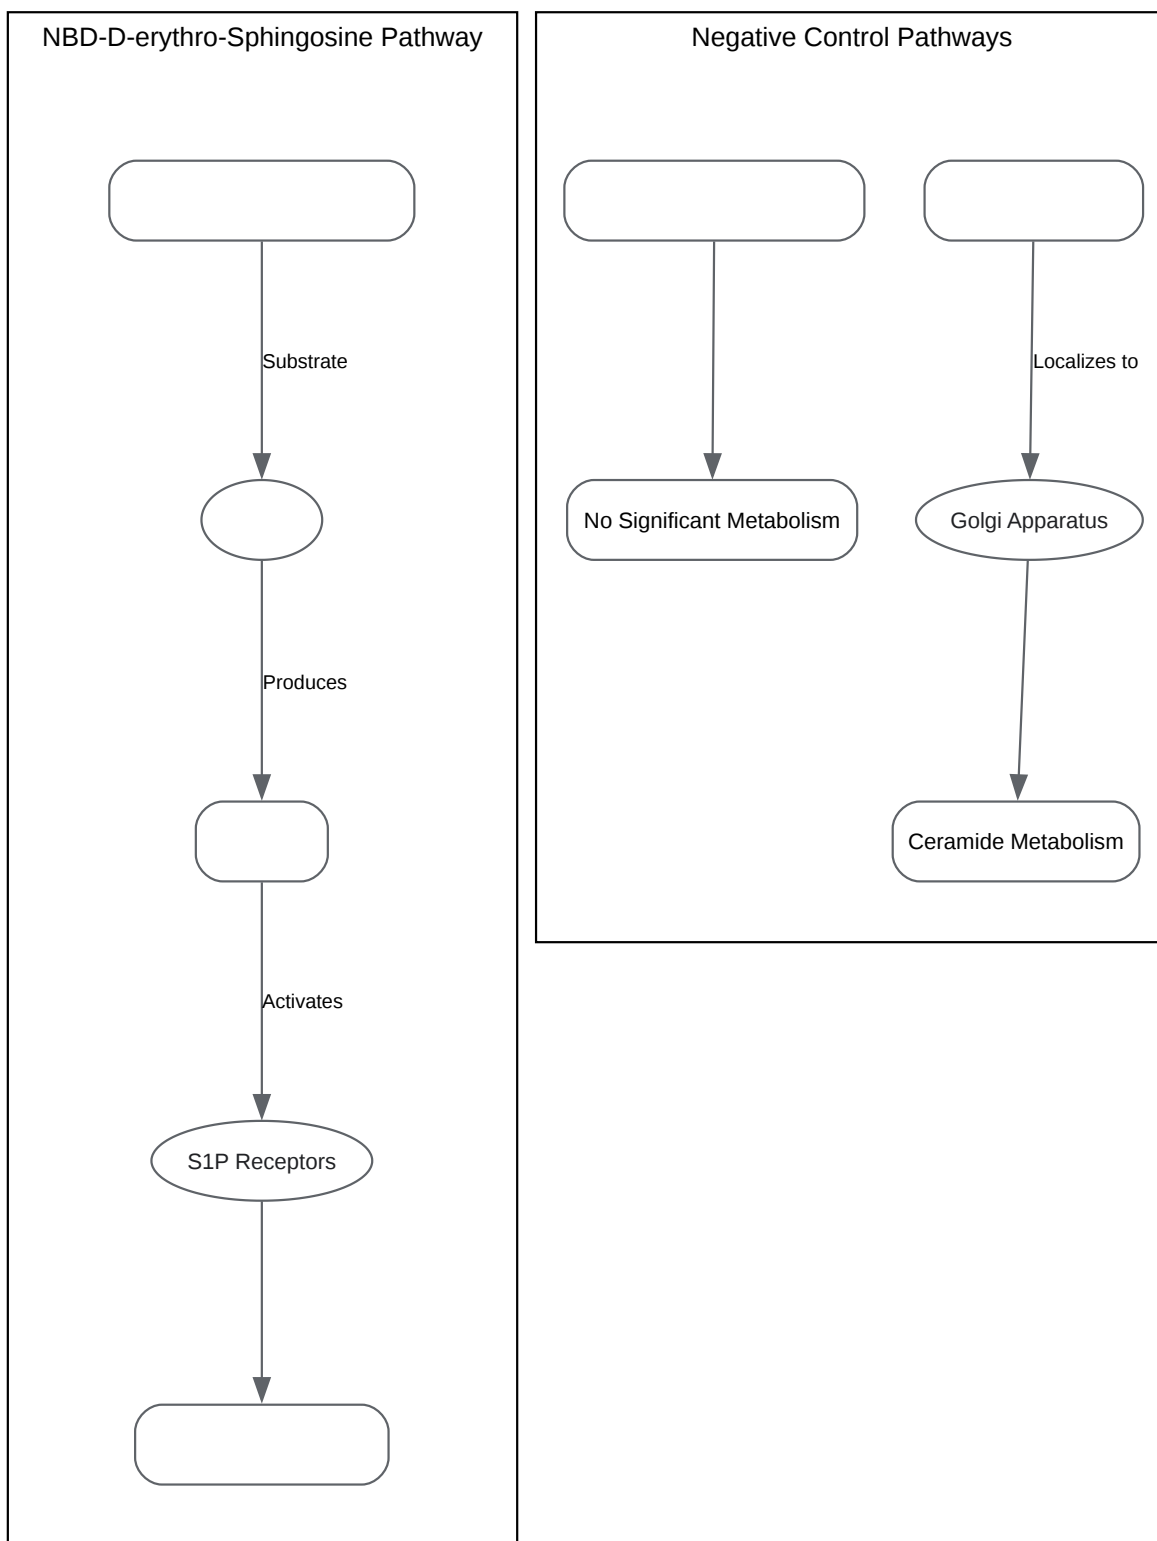 NBD-D-erythro-Sphingosine Pathway
Substrate
Produces
Activates
S1P Receptors
Negative Control Pathways
Localizes to
No Significant Metabolism
Golgi Apparatus
Ceramide Metabolism